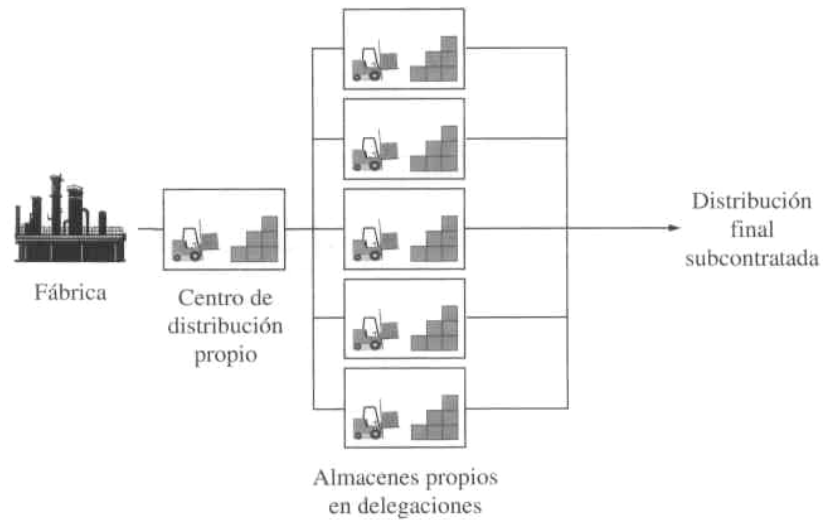 Fábrica
Centro de
distribución
propio
Almacenes propios
en delegaciones
Distribución
final
subcontratada